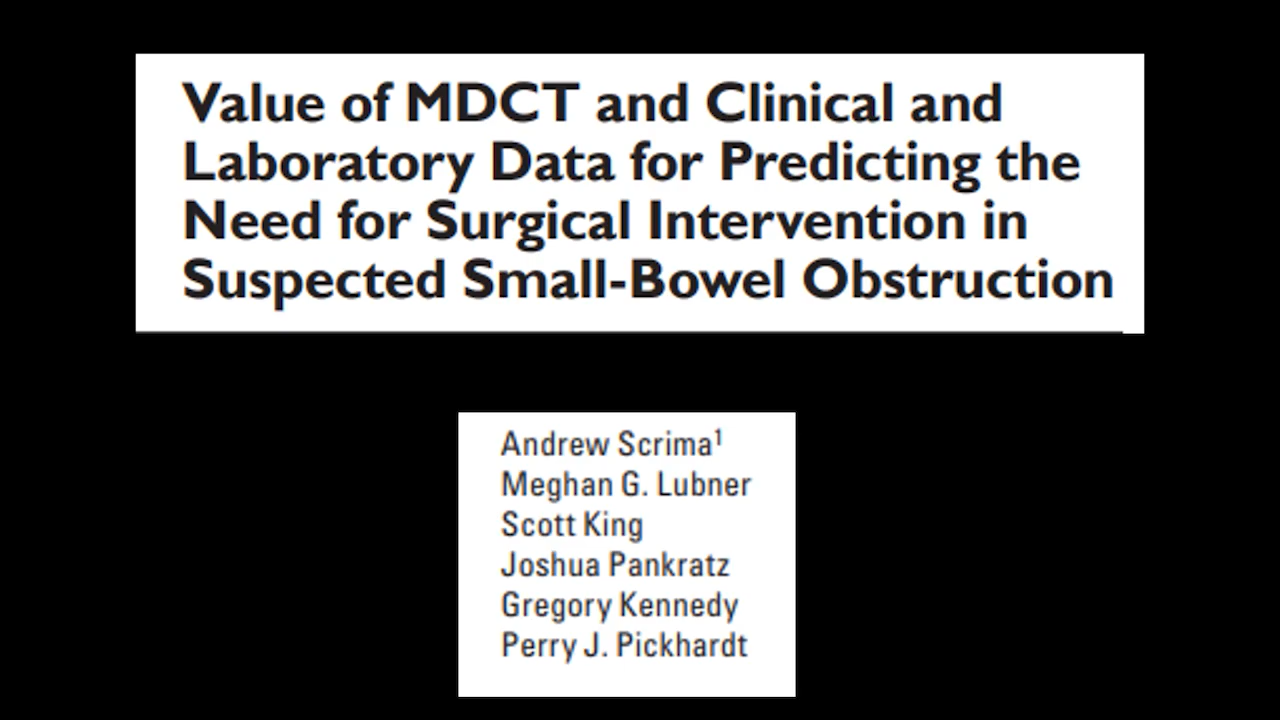 Value of MDCT and Clinical and
Laboratory Data for Predicting the
Need for Surgical Intervention in
Suspected Small-Bowel Obstruction
Andrew Scrima¹
Meghan G. Lubner
Scott King
Joshua Pankratz
Gregory Kennedy
Perry J. Pickhardt